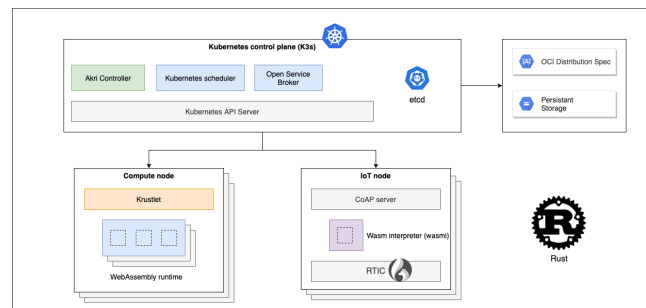 Kubernetes control plane (K3s)
Akri Controller
Kubernetes scheduler
Open Service
Broker
etcd
Kubernetes API Server
{A}
OCI Distribution Spec
Persistant
Storage
Compute node
Krustlet
WebAssembly runtime
IoT node
CoAP server
Wasm interpreter (wasmi)
RTIC
R
Rust